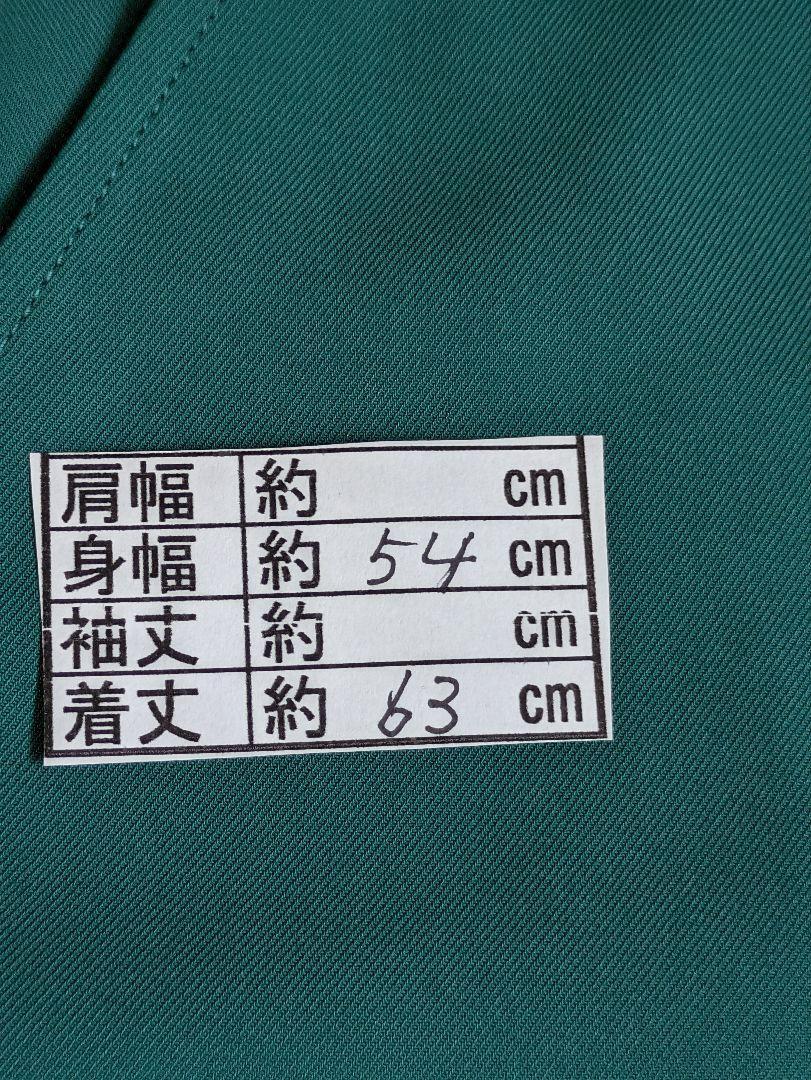 肩幅 約 cm
身幅 約 54 cm
袖丈 約 cm
着丈 約 63 cm